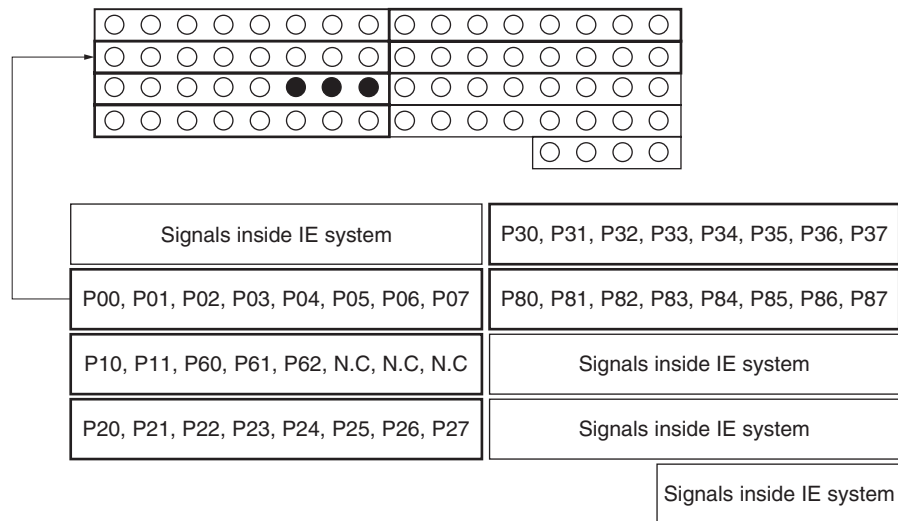 Signals inside IE system
P30, P31, P32, P33, P34, P35, P36, P37
P00, P01, P02, P03, P04, P05, P06, P07
P80, P81, P82, P83, P84, P85, P86, P87
P10, P11, P60, P61, P62, N.C, N.C, N.C
Signals inside IE system
P20, P21, P22, P23, P24, P25, P26, P27
Signals inside IE system
Signals inside IE system